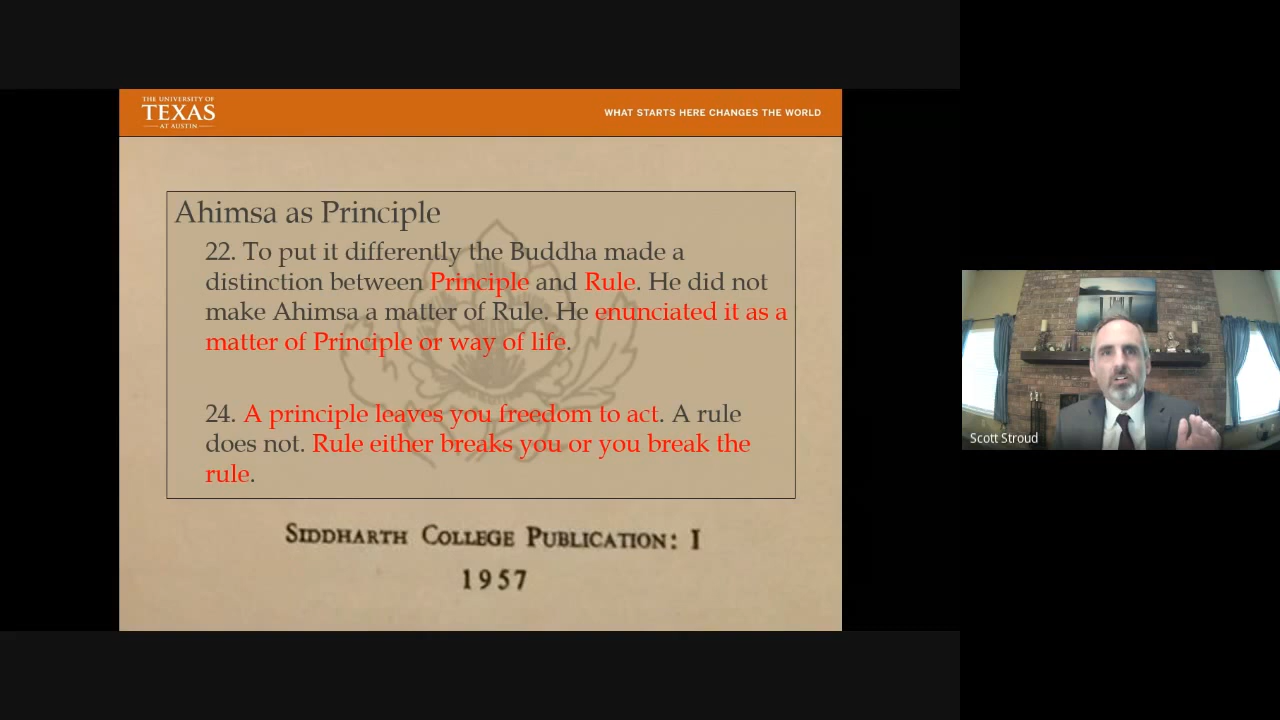 THE UNIVERSITY OF
TEXAS
AT AUSTIN
WHAT STARTS HERE CHANGES THE WORLD
Ahimsa as Principle
22. To put it differently the Buddha made a
distinction between Principle and Rule. He did not
make Ahimsa a matter of Rule. He enunciated it as a
matter of Principle or way of life.
24. A principle leaves you freedom to act. A rule
does not. Rule either breaks you or you break the
rule.
SIDDHARTH COLLEGE PUBLICATION: I
1957
Scott Stroud